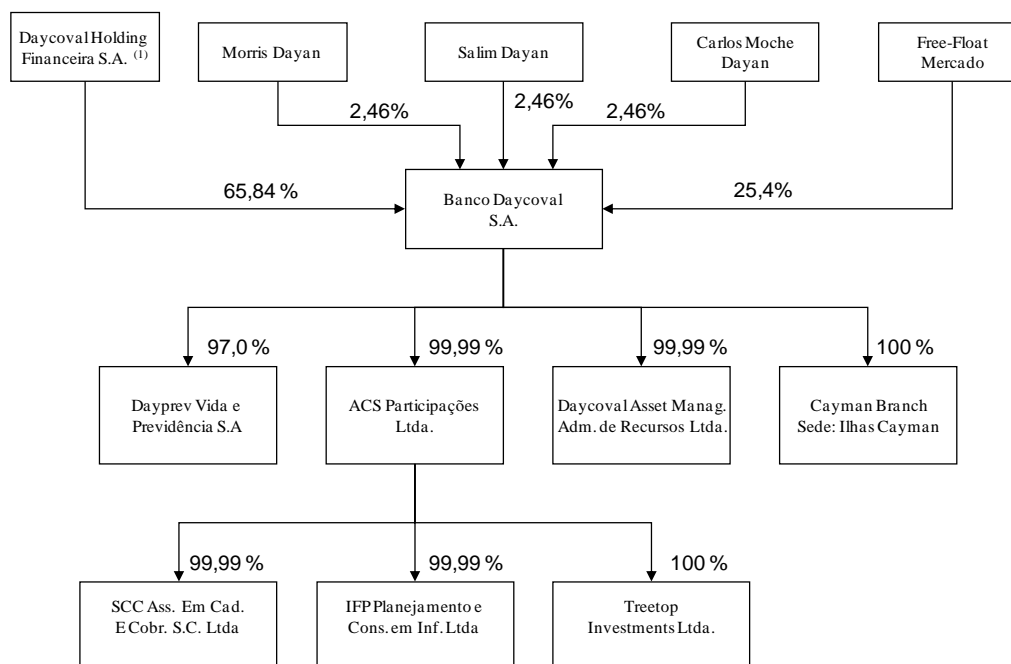 Daycoval Holding
Financeira S.A. (1)
Morris Dayan
Salim Dayan
Carlos Moche
Dayan
Free-Float
Mercado
2,46%
2,46%
2,46%
65,84 %
25,4%
Banco Daycoval
S.A.
97,0 %
99,99 %
99,99 %
100 %
Dayprev Vida e
Previdência S.A
ACS Participações
Ltda.
Daycoval Asset Manag.
Adm. de Recursos Ltda.
Cayman Branch
Sede: Ilhas Cayman
99,99 %
99,99 %
100 %
SCC Ass. Em Cad.
E Cobr. S.C. Ltda
IFP Planejamento e
Cons. em Inf. Ltda
Treetop
Investments Ltda.